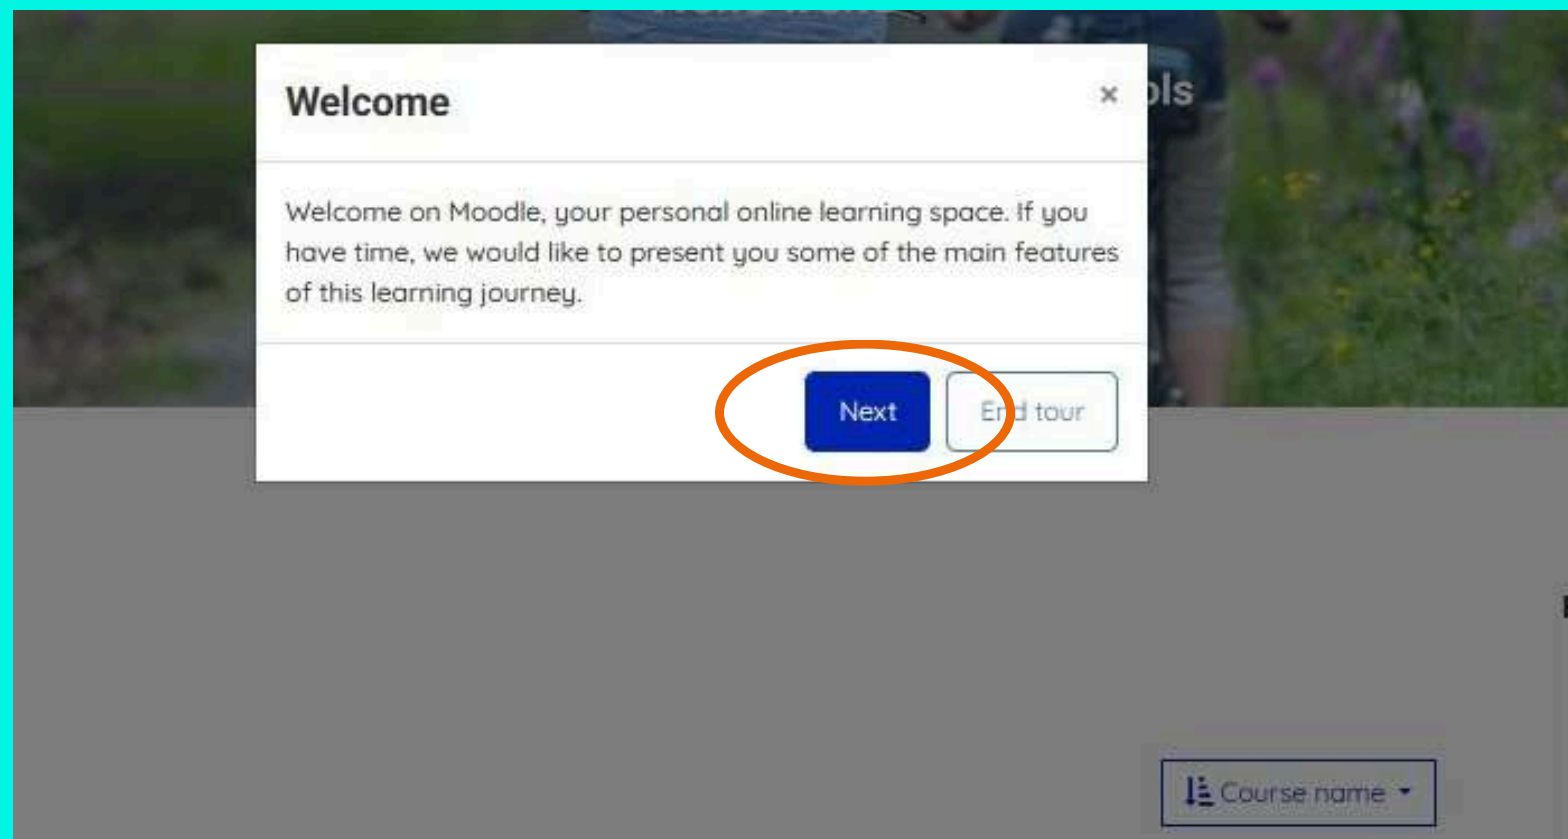 ols
Welcome ×
Welcome on Moodle, your personal online learning space. If you
have time, we would like to present you some of the main features
of this learning journey.
Next End tour
Course name